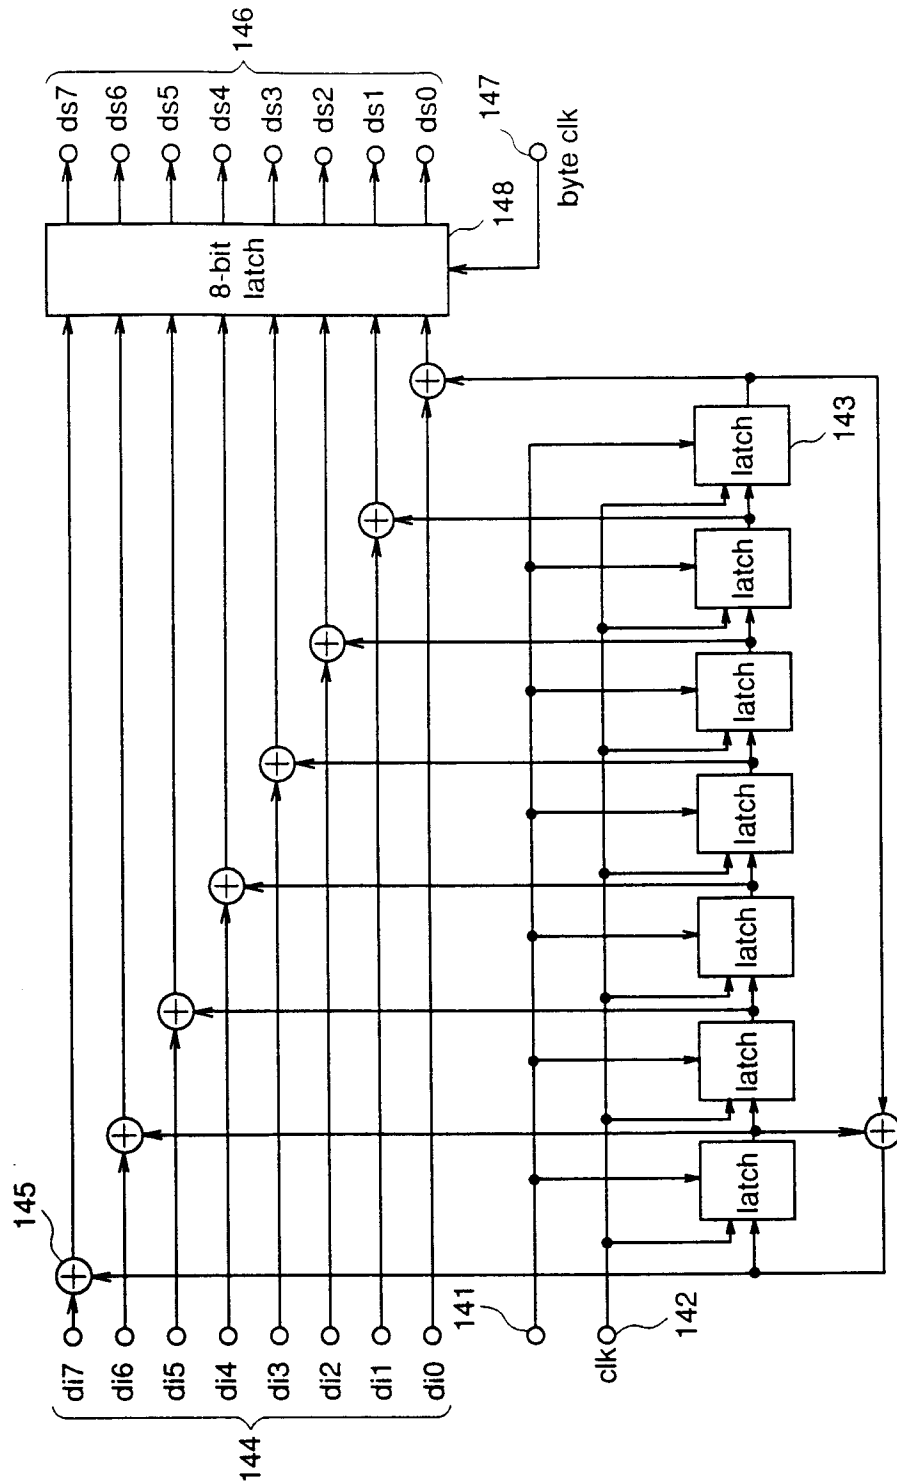 144
di7
di6
di5
di4
di3
di2
di1
di0
145
8-bit
latch
ds7
ds6
ds5
ds4
ds3
ds2
ds1
ds0
146
148
147
byte clk
141
clk
142
latch
latch
latch
latch
latch
latch
latch
143